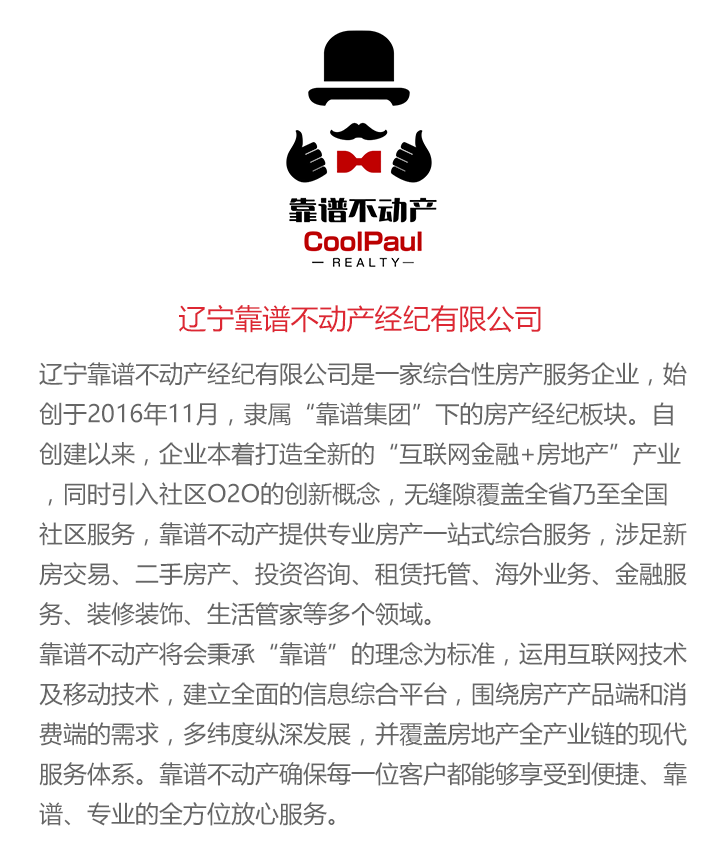 靠谱不动产
CoolPaul
REALTY
辽宁靠谱不动产经纪有限公司
辽宁靠谱不动产经纪有限公司是一家综合性房产服务企业，始
创于2016年11月，隶属“靠谱集团”下的房产经纪板块。自
创建以来，企业本着打造全新的“互联网金融+房地产”产业
，同时引入社区O2O的创新概念，无缝隙覆盖全省乃至全国
社区服务，靠谱不动产提供专业房产一站式综合服务，涉足新
房交易、二手房产、投资咨询、租赁托管、海外业务、金融服
务、装修装饰、生活管家等多个领域。
靠谱不动产将会秉承“靠谱”的理念为标准，运用互联网技术
及移动技术，建立全面的信息综合平台，围绕房产产品端和消
费端的需求，多纬度纵深发展，并覆盖房地产全产业链的现代
服务体系。靠谱不动产确保每一位客户都能够享受到便捷、靠
谱、专业的全方位放心服务。